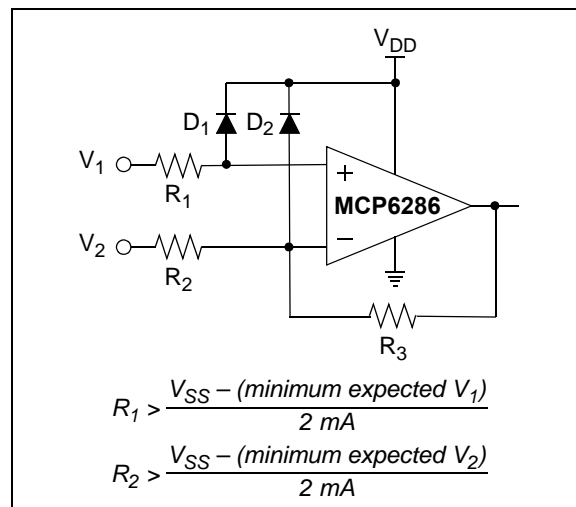 V_DD
D_1 D_2
V_1
R_1
+
MCP6286
V_2
R_2
−
R_3
R_1 > V_SS – (minimum expected V_1) / 2 mA
R_2 > V_SS – (minimum expected V_2) / 2 mA